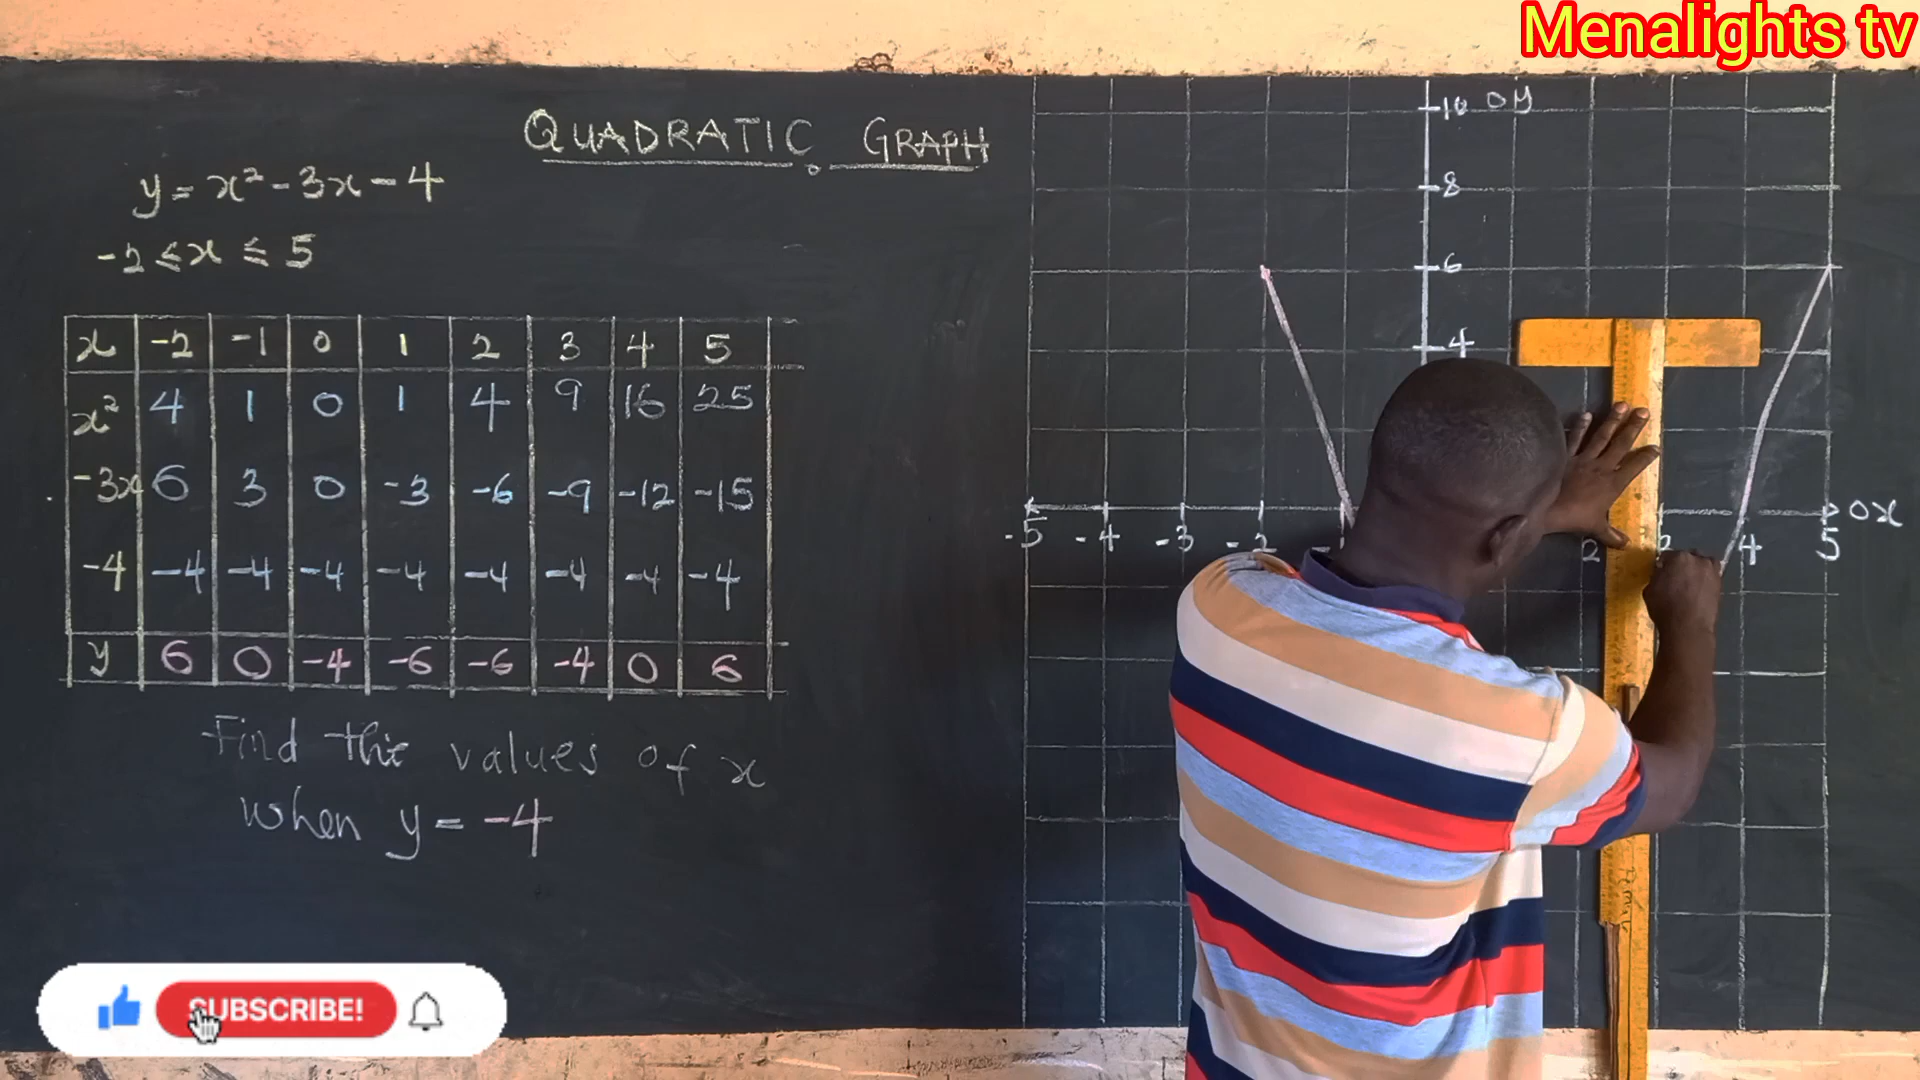 Menalights tv
QUADRATIC GRAPH
y = x² - 3x - 4
-2 ≤ x ≤ 5
x -2 -1 0 1 2 3 4 5
x² 4 1 0 1 4 9 16 25
-3x 6 3 0 -3 -6 -9 -12 -15
-4 -4 -4 -4 -4 -4 -4 -4 -4
y 6 0 -4 -6 -6 -4 0 6
Find the values of x
when y = -4
10 oy
8
6
4
-5 -4 -3 -2 2 4 5 ox
SUBSCRIBE!